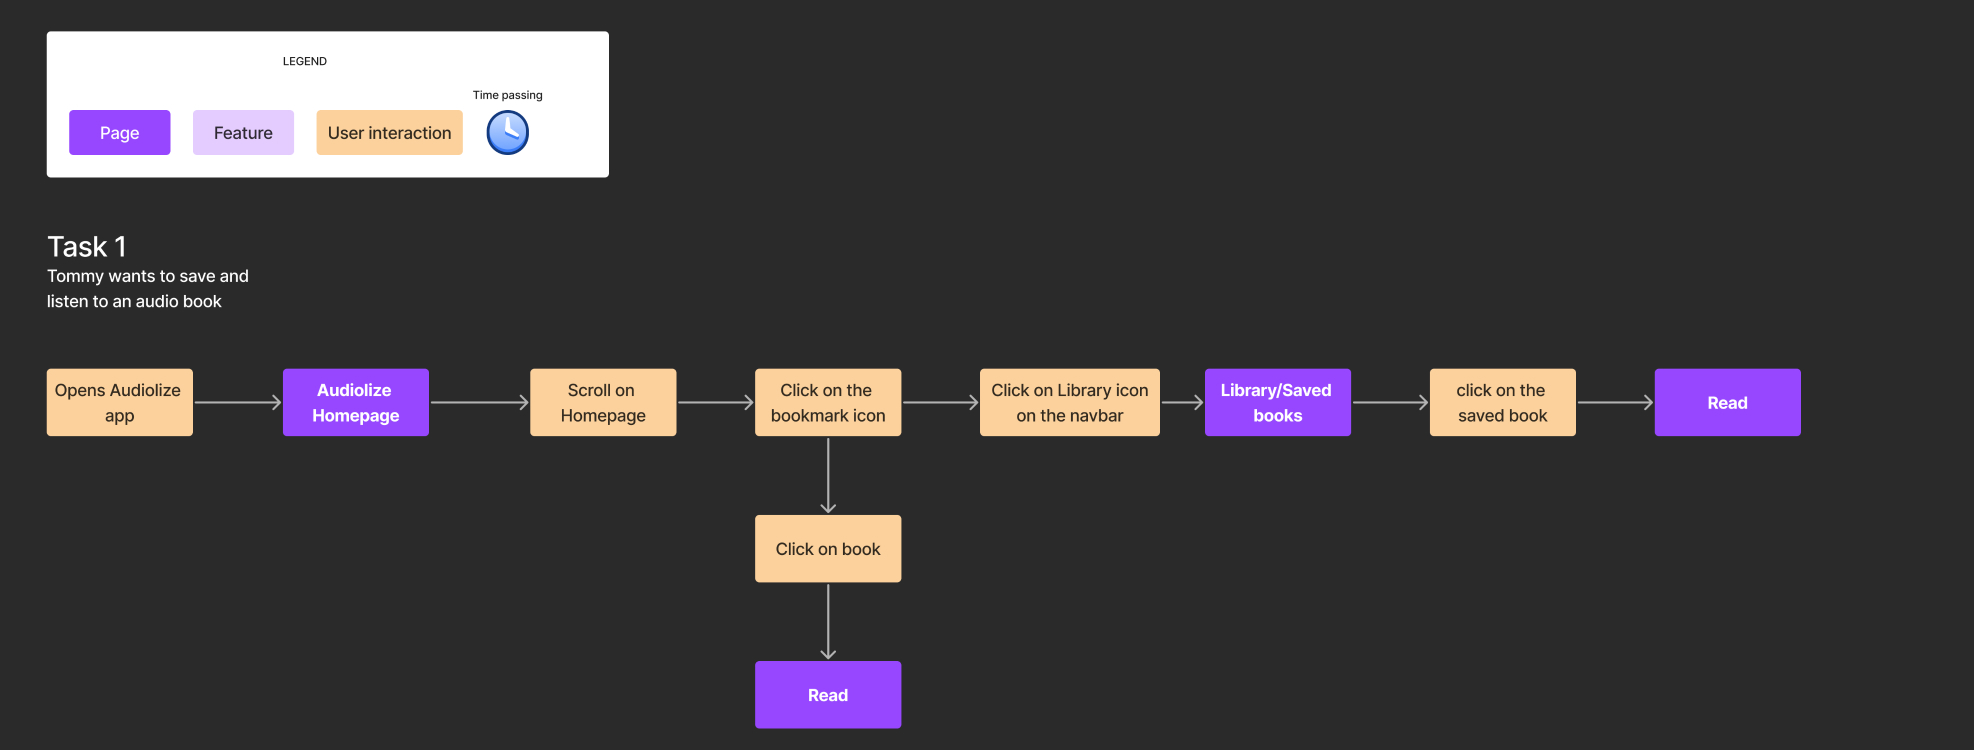 LEGEND
Time passing
Page
Feature
User interaction
Task 1
Tommy wants to save and
listen to an audio book
Opens Audiolize
app
Audiolize
Homepage
Scroll on
Homepage
Click on the
bookmark icon
Click on Library icon
on the navbar
Library/Saved
books
click on the
saved book
Read
Click on book
Read